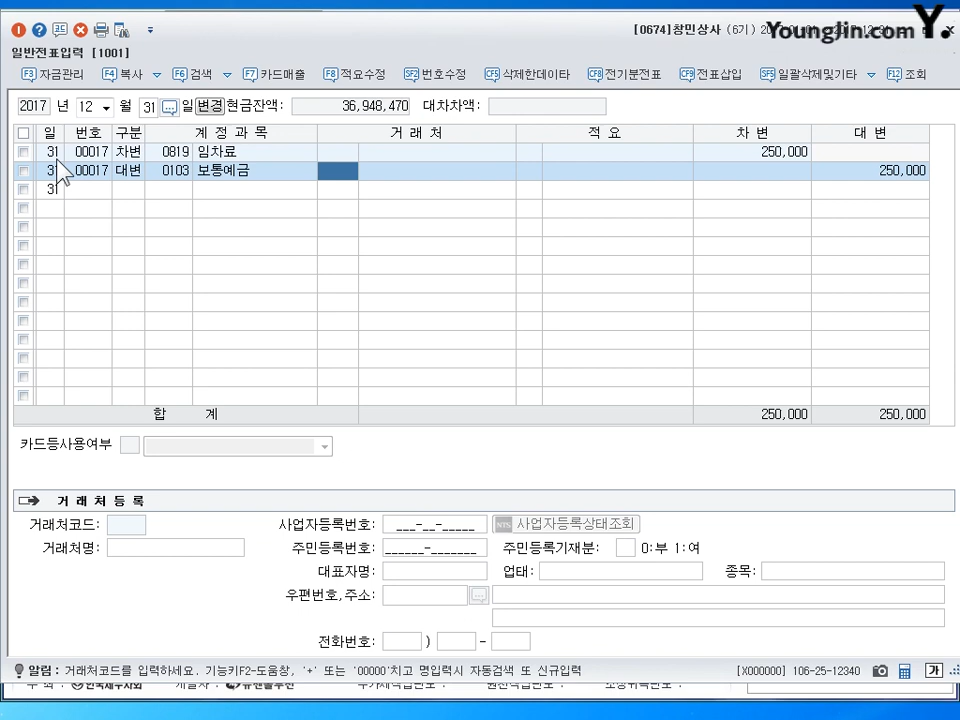 [0674]창민상사 (6기)
Younglin.com Y.
일반전표입력 [1001]
F3 자금관리 F4 복사 F6 검색 F7 카드매출 F8 적요수정 SF2 번호수정 CF5 삭제한데이타 CF8 전기분전표 CF9 전표삽입 SF5 일괄삭제및기타 F12 조회
2017 년 12 월 31 일 변경 현금잔액: 36,948,470 대차차액:
일 번호 구분 계정과목 거래처 적요 차변 대변
31 00017 차변 0819 임차료 250,000
31 00017 대변 0103 보통예금 250,000
31
합 계 250,000 250,000
카드등사용여부
거래처등록
거래처코드: 사업자등록번호: ___-__-_____ NTS 사업자등록상태조회
거래처명: 주민등록번호: ______-_______ 주민등록기재분: 0:부 1:여
대표자명: 업태: 종목:
우편번호,주소:
전화번호: ) -
알림: 거래처코드를 입력하세요. 기능키F2-도움창, '+' 또는 '00000'치고 명입력시 자동검색 또 신규입력 [X000000] 106-25-12340 가